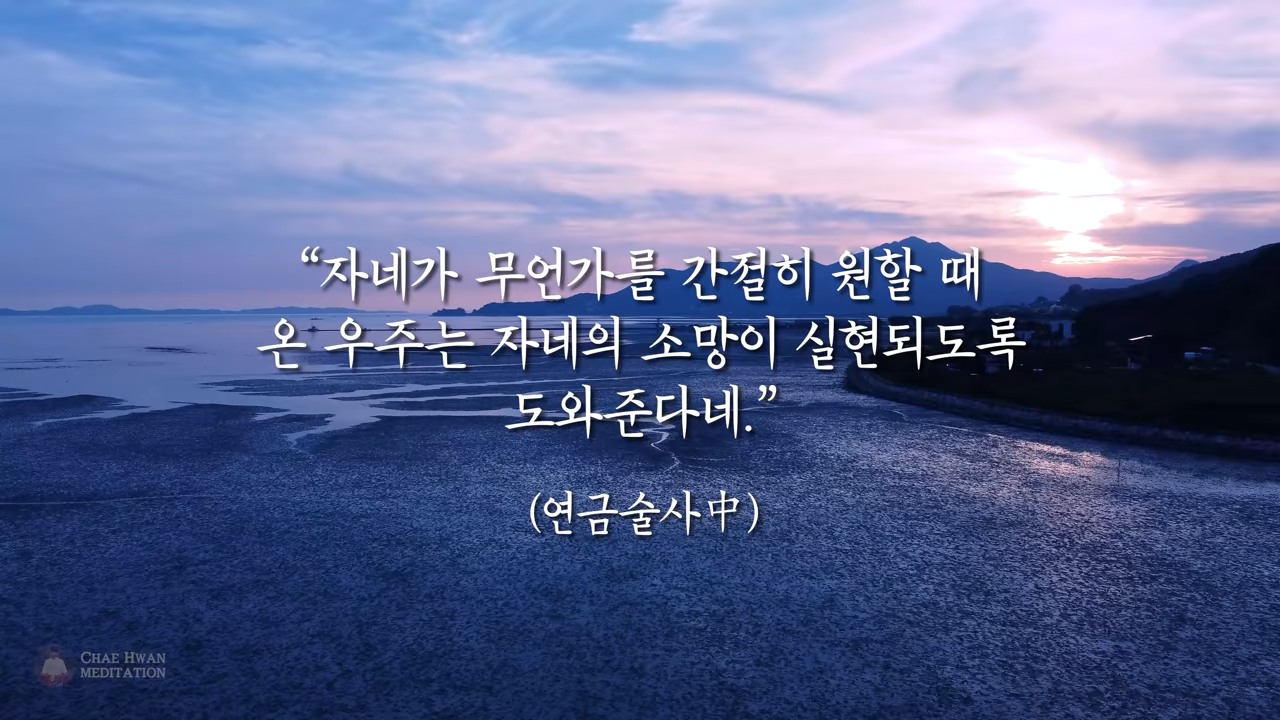 “자네가 무언가를 간절히 원할 때
온 우주는 자네의 소망이 실현되도록
도와준다네.”
(연금술사中)
CHAE HWAN
MEDITATION